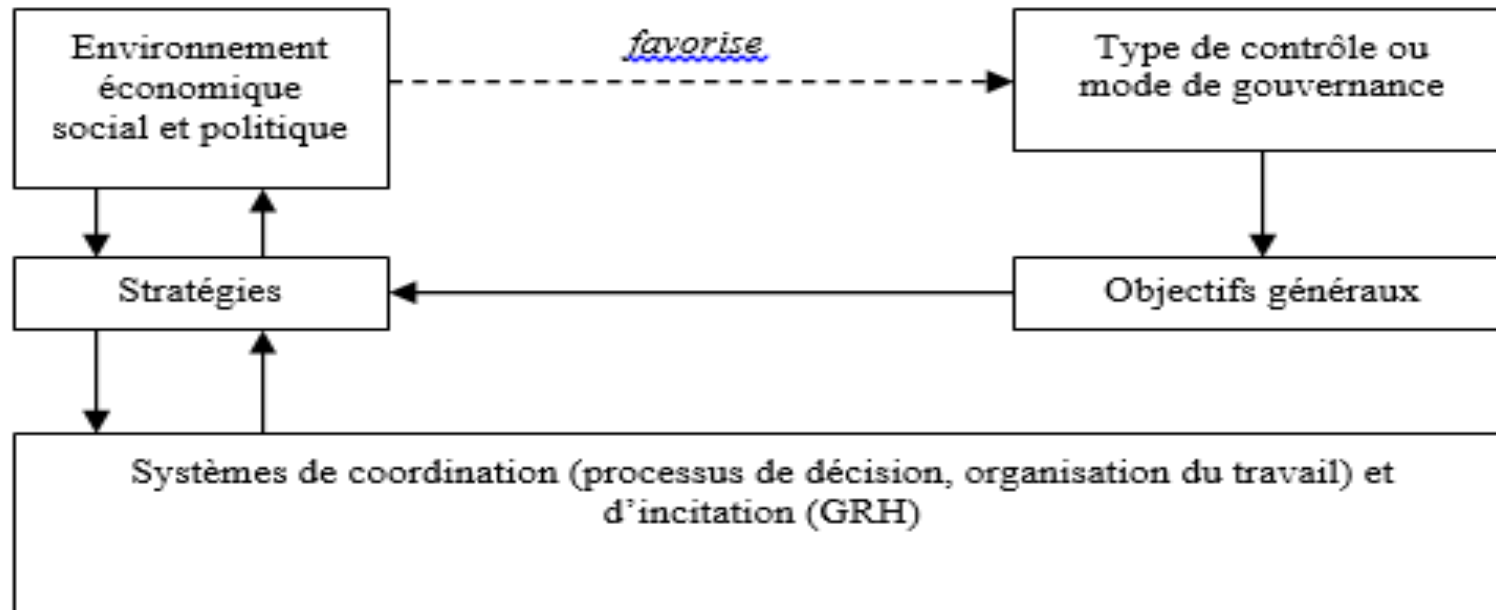 Environnement
économique
social et politique
favorise
Type de contrôle ou
mode de gouvernance
Stratégies
Objectifs généraux
Systèmes de coordination (processus de décision, organisation du travail) et
d'incitation (GRH)